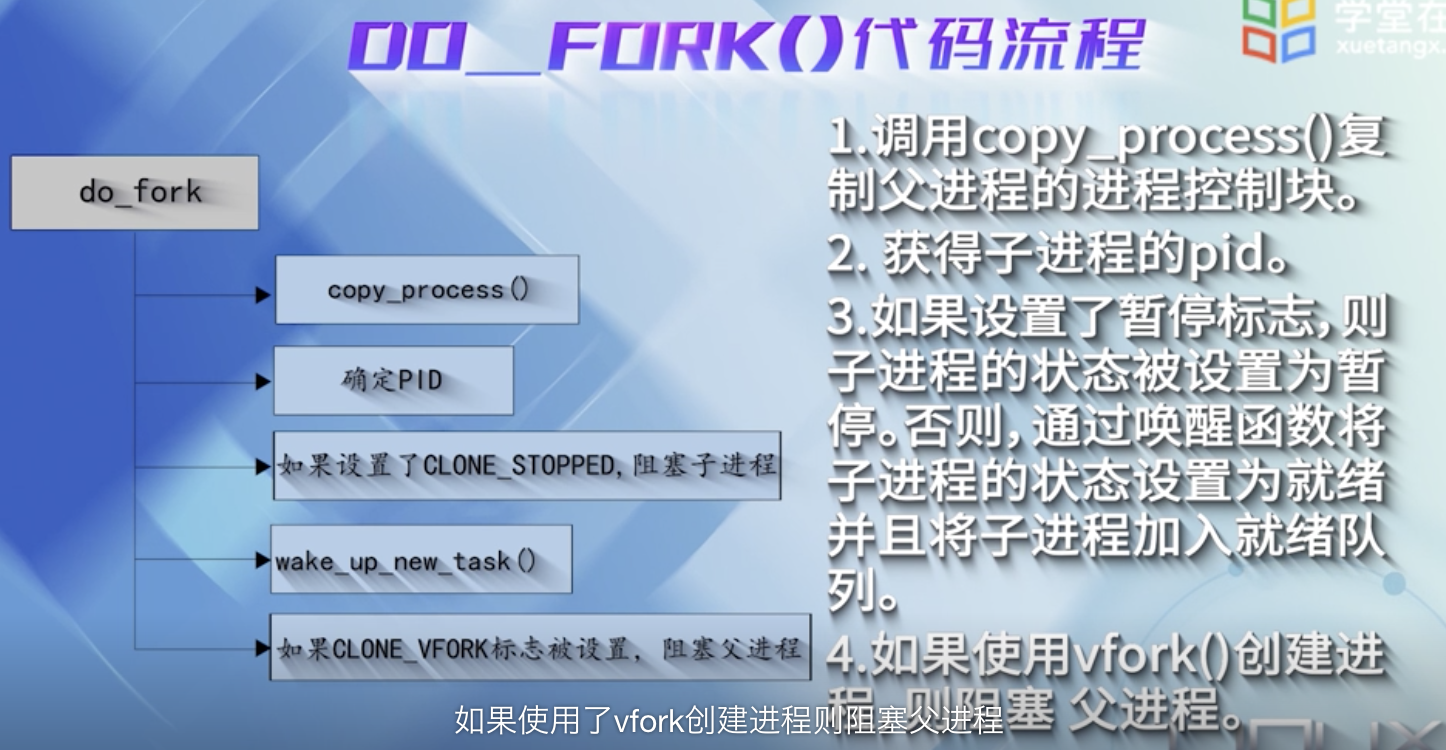 DO__FORK()代码流程
学堂在
xuetangx.
do_fork
copy_process()
确定PID
如果设置了CLONE_STOPPED,阻塞子进程
wake_up_new_task()
如果CLONE_VFORK标志被设置，阻塞父进程
1.调用copy_process()复
制父进程的进程控制块。
2. 获得子进程的pid。
3.如果设置了暂停标志，则
子进程的状态被设置为暂
停。否则，通过唤醒函数将
子进程的状态设置为就绪
并且将子进程加入就绪队
列。
4.如果使用vfork()创建进
程，则阻塞 父进程。
如果使用了vfork创建进程则阻塞父进程